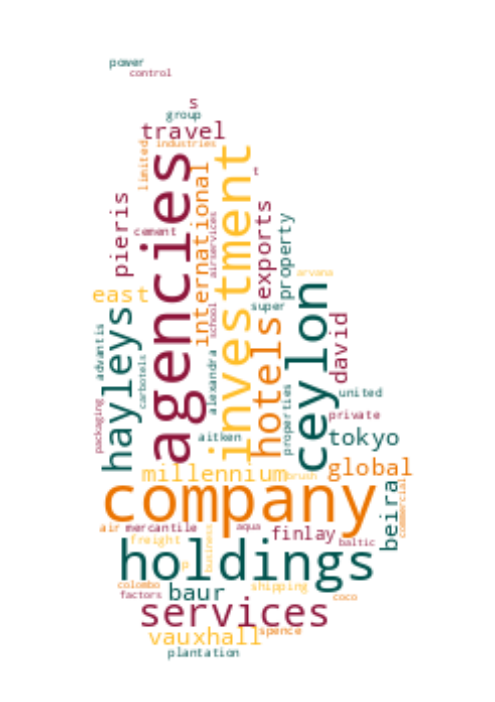 power
control
s
group
travel
industries
limited
agencies
investment
international
t
pieris
exports
property
airservices
cement
east
arvana
super
hayleys
ceylon
hotels
david
school
advantis
alexandra
carbotels
united
packaging
properties
private
aitken
tokyo
millennium
brush
global
company
beira
commercial
air
mercantile
aqua
finlay
baltic
freight
business
holdings
p
colombo
factors
baur
shipping
coco
services
vauxhall
spence
plantation